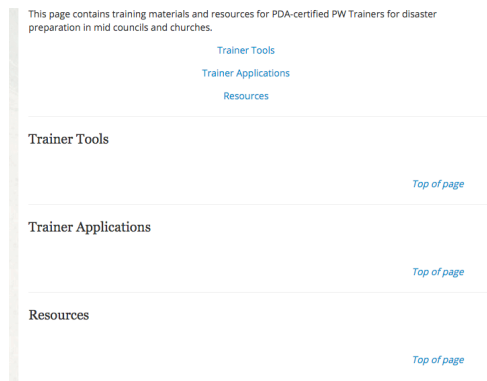 This page contains training materials and resources for PDA-certified PW Trainers for disaster
preparation in mid councils and churches.
Trainer Tools
Trainer Applications
Resources
Trainer Tools
Top of page
Trainer Applications
Top of page
Resources
Top of page